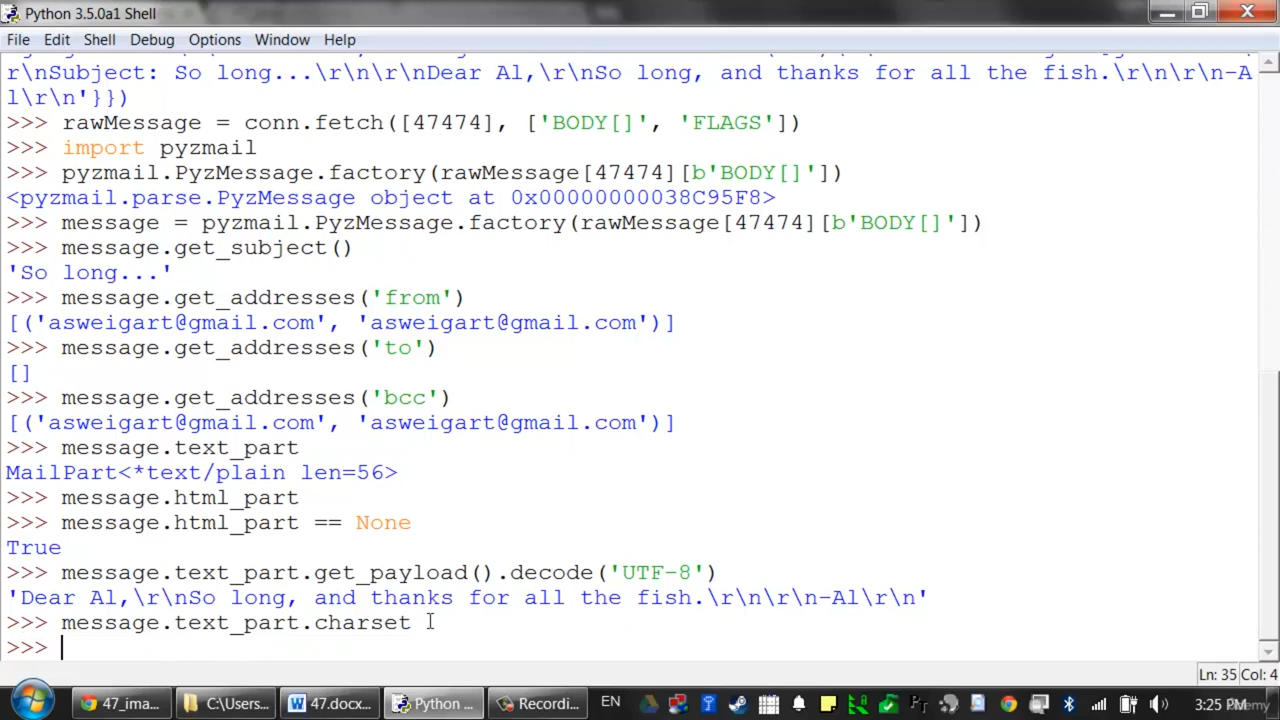 Python 3.5.0a1 Shell
File Edit Shell Debug Options Window Help
r\nSubject: So long...\r\n\r\nDear Al,\r\nSo long, and thanks for all the fish.\r\n\r\n-A
l\r\n'}})
>>> rawMessage = conn.fetch([47474], ['BODY[]', 'FLAGS'])
>>> import pyzmail
>>> pyzmail.PyzMessage.factory(rawMessage[47474][b'BODY[]'])
<pyzmail.parse.PyzMessage object at 0x00000000038C95F8>
>>> message = pyzmail.PyzMessage.factory(rawMessage[47474][b'BODY[]'])
>>> message.get_subject()
'So long...'
>>> message.get_addresses('from')
[('asweigart@gmail.com', 'asweigart@gmail.com')]
>>> message.get_addresses('to')
[]
>>> message.get_addresses('bcc')
[('asweigart@gmail.com', 'asweigart@gmail.com')]
>>> message.text_part
MailPart<*text/plain len=56>
>>> message.html_part
>>> message.html_part == None
True
>>> message.text_part.get_payload().decode('UTF-8')
'Dear Al,\r\nSo long, and thanks for all the fish.\r\n\r\n-Al\r\n'
>>> message.text_part.charset
>>>
Ln: 35 Col: 4
47_ima... C:\Users... 47.docx... Python ... Recordi... EN 3:25 PM
Udemy